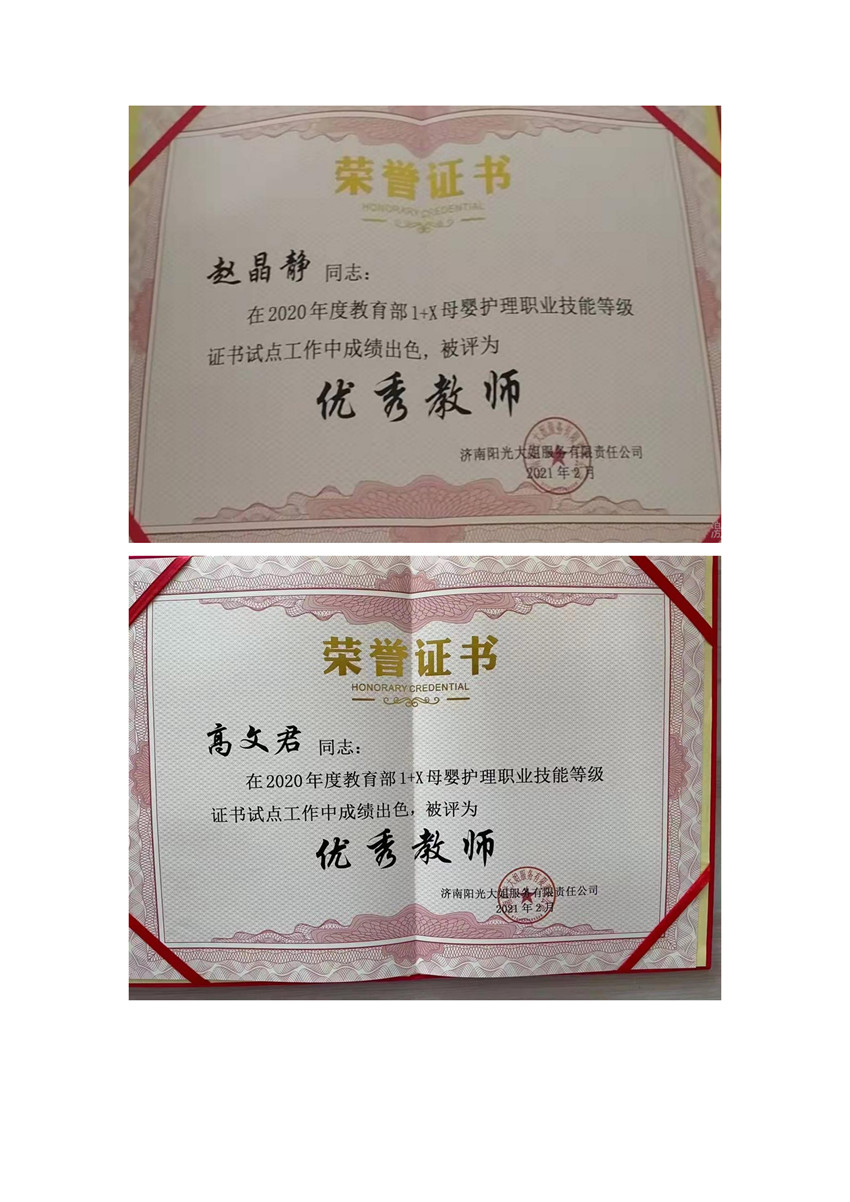 荣誉证书
HONORARY CREDENTIAL
赵晶静 同志：
在2020年度教育部1+X母婴护理职业技能等级
证书试点工作中成绩出色，被评为
优秀教师
济南阳光大姐服务有限责任公司
2021年2月
荣誉证书
HONORARY CREDENTIAL
高文君 同志：
在2020年度教育部1+X母婴护理职业技能等级
证书试点工作中成绩出色，被评为
优秀教师
济南阳光大姐服务有限责任公司
2021年2月